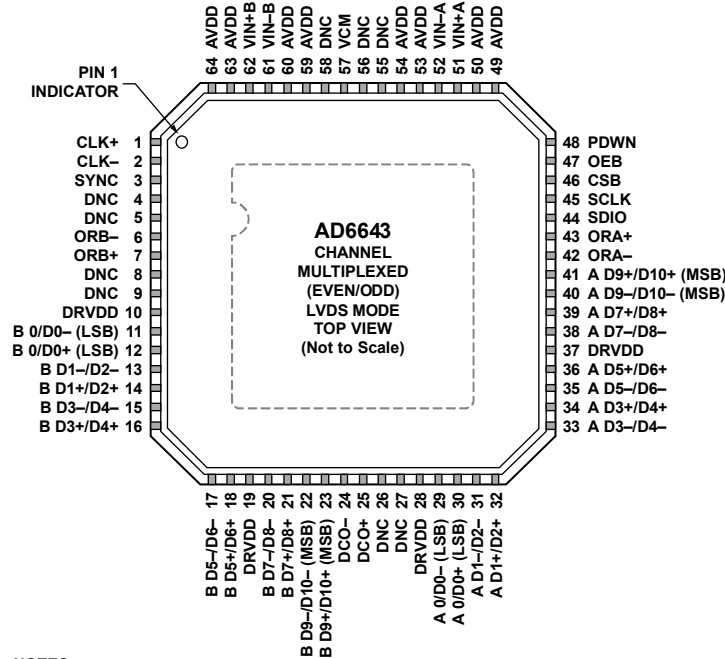 64 AVDD
63 AVDD
62 VIN+B
61 VIN–B
60 AVDD
59 AVDD
58 DNC
57 VCM
56 DNC
55 DNC
54 AVDD
53 AVDD
52 VIN–A
51 VIN+A
50 AVDD
49 AVDD
PIN 1
INDICATOR
CLK+ 1
CLK– 2
SYNC 3
DNC 4
DNC 5
ORB– 6
ORB+ 7
DNC 8
DNC 9
DRVDD 10
B 0/D0– (LSB) 11
B 0/D0+ (LSB) 12
B D1–/D2– 13
B D1+/D2+ 14
B D3–/D4– 15
B D3+/D4+ 16
AD6643
CHANNEL
MULTIPLEXED
(EVEN/ODD)
LVDS MODE
TOP VIEW
(Not to Scale)
48 PDWN
47 OEB
46 CSB
45 SCLK
44 SDIO
43 ORA+
42 ORA–
41 A D9+/D10+ (MSB)
40 A D9–/D10– (MSB)
39 A D7+/D8+
38 A D7–/D8–
37 DRVDD
36 A D5+/D6+
35 A D5–/D6–
34 A D3+/D4+
33 A D3–/D4–
B D5–/D6– 17
B D5+/D6+ 18
DRVDD 19
B D7–/D8– 20
B D7+/D8+ 21
B D9–/D10– (MSB) 22
B D9+/D10+ (MSB) 23
DCO– 24
DCO+ 25
DNC 26
DNC 27
DRVDD 28
A 0/D0– (LSB) 29
A 0/D0+ (LSB) 30
A D1–/D2– 31
A D1+/D2+ 32